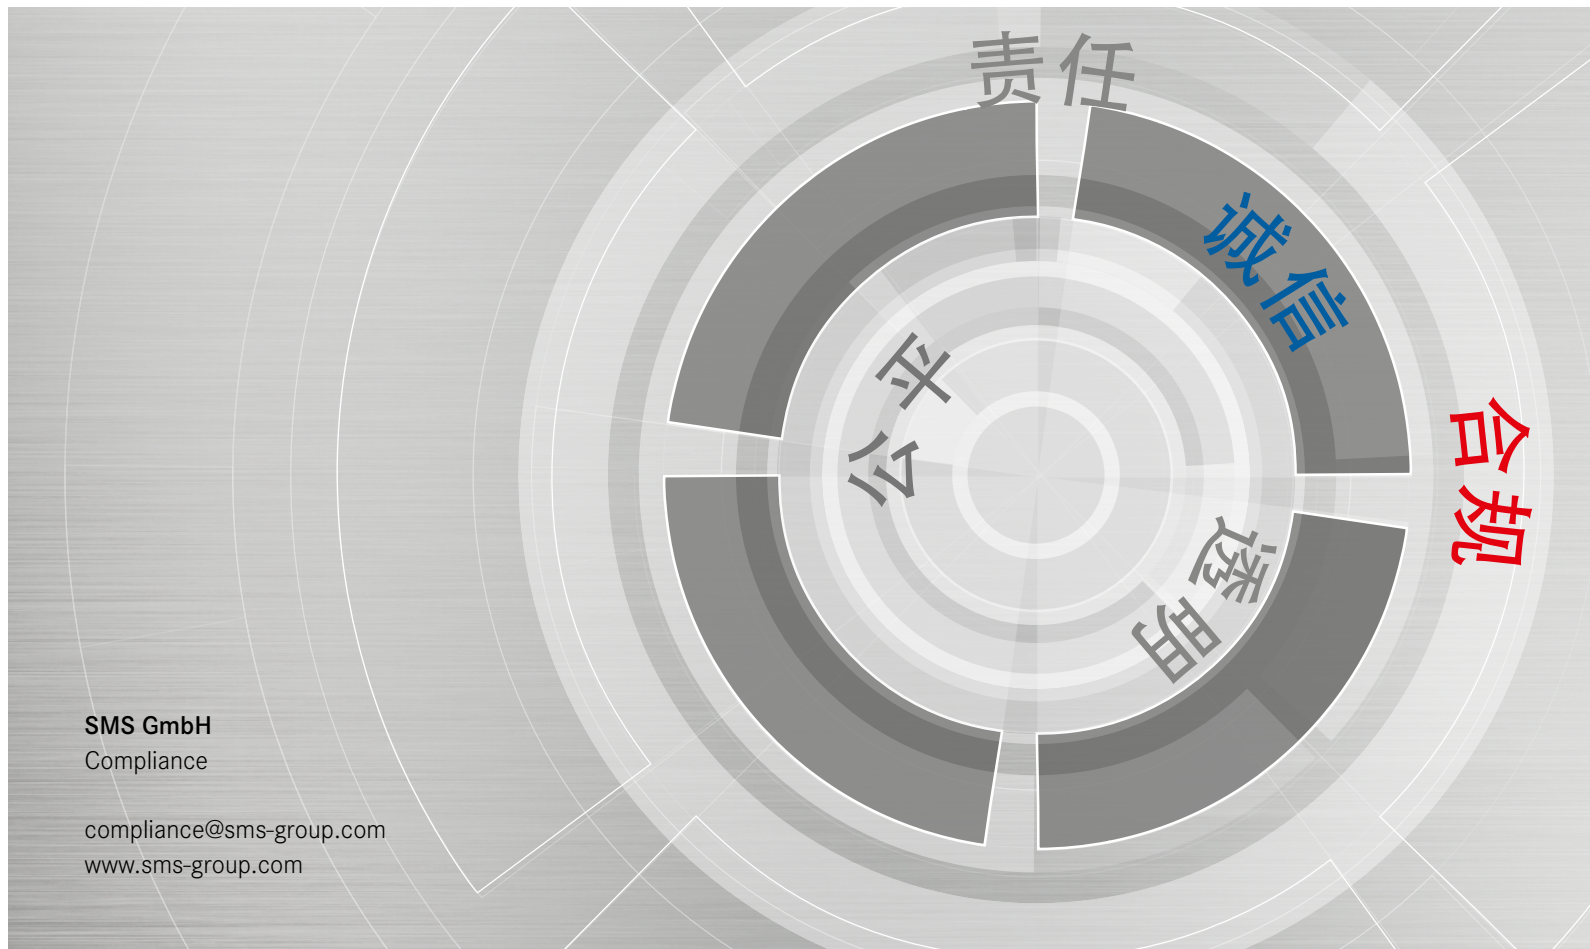 责任
诚信
公平
合规
透明
SMS GmbH
Compliance
compliance@sms-group.com
www.sms-group.com